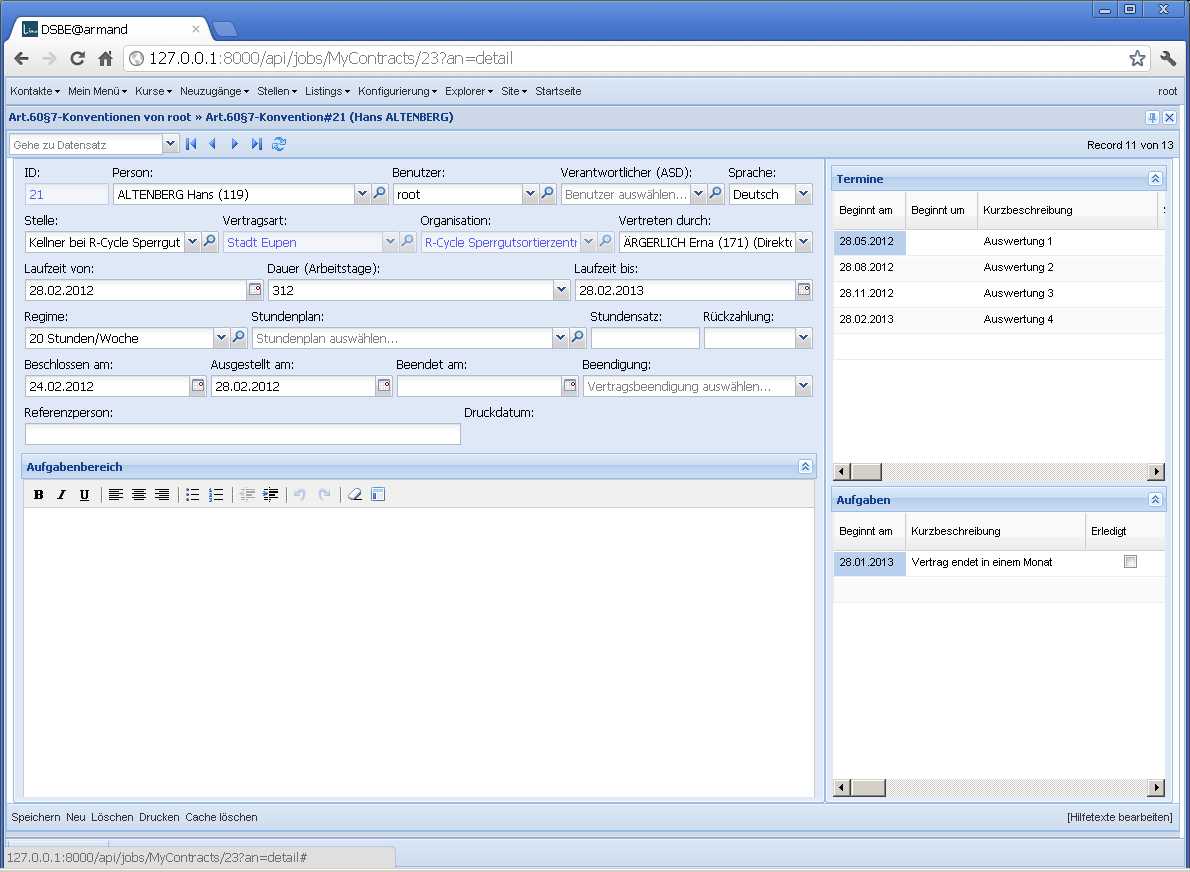 DSBE@armand
127.0.0.1:8000/api/jobs/MyContracts/23?an=detail
Kontakte Mein Menü Kurse Neuzugänge Stellen Listings Konfigurierung Explorer Site Startseite root
Art.60§7-Konventionen von root » Art.60§7-Konvention#21 (Hans ALTENBERG)
Gehe zu Datensatz Record 11 von 13
ID: Person: Benutzer: Verantwortlicher (ASD): Sprache:
21 ALTENBERG Hans (119) root Benutzer auswählen... Deutsch
Stelle: Vertragsart: Organisation: Vertreten durch:
Kellner bei R-Cycle Sperrgut Stadt Eupen R-Cycle Sperrgutsortierzentr ÄRGERLICH Erna (171) (Direkto
Laufzeit von: Dauer (Arbeitstage): Laufzeit bis:
28.02.2012 312 28.02.2013
Regime: Stundenplan: Stundensatz: Rückzahlung:
20 Stunden/Woche Stundenplan auswählen...
Beschlossen am: Ausgestellt am: Beendet am: Beendigung:
24.02.2012 28.02.2012 Vertragsbeendigung auswählen...
Referenzperson: Druckdatum:
Aufgabenbereich
B I U
Termine
Beginnt am Beginnt um Kurzbeschreibung
28.05.2012 Auswertung 1
28.08.2012 Auswertung 2
28.11.2012 Auswertung 3
28.02.2013 Auswertung 4
Aufgaben
Beginnt am Kurzbeschreibung Erledigt
28.01.2013 Vertrag endet in einem Monat
Speichern Neu Löschen Drucken Cache löschen [Hilfetexte bearbeiten]
127.0.0.1:8000/api/jobs/MyContracts/23?an=detail#